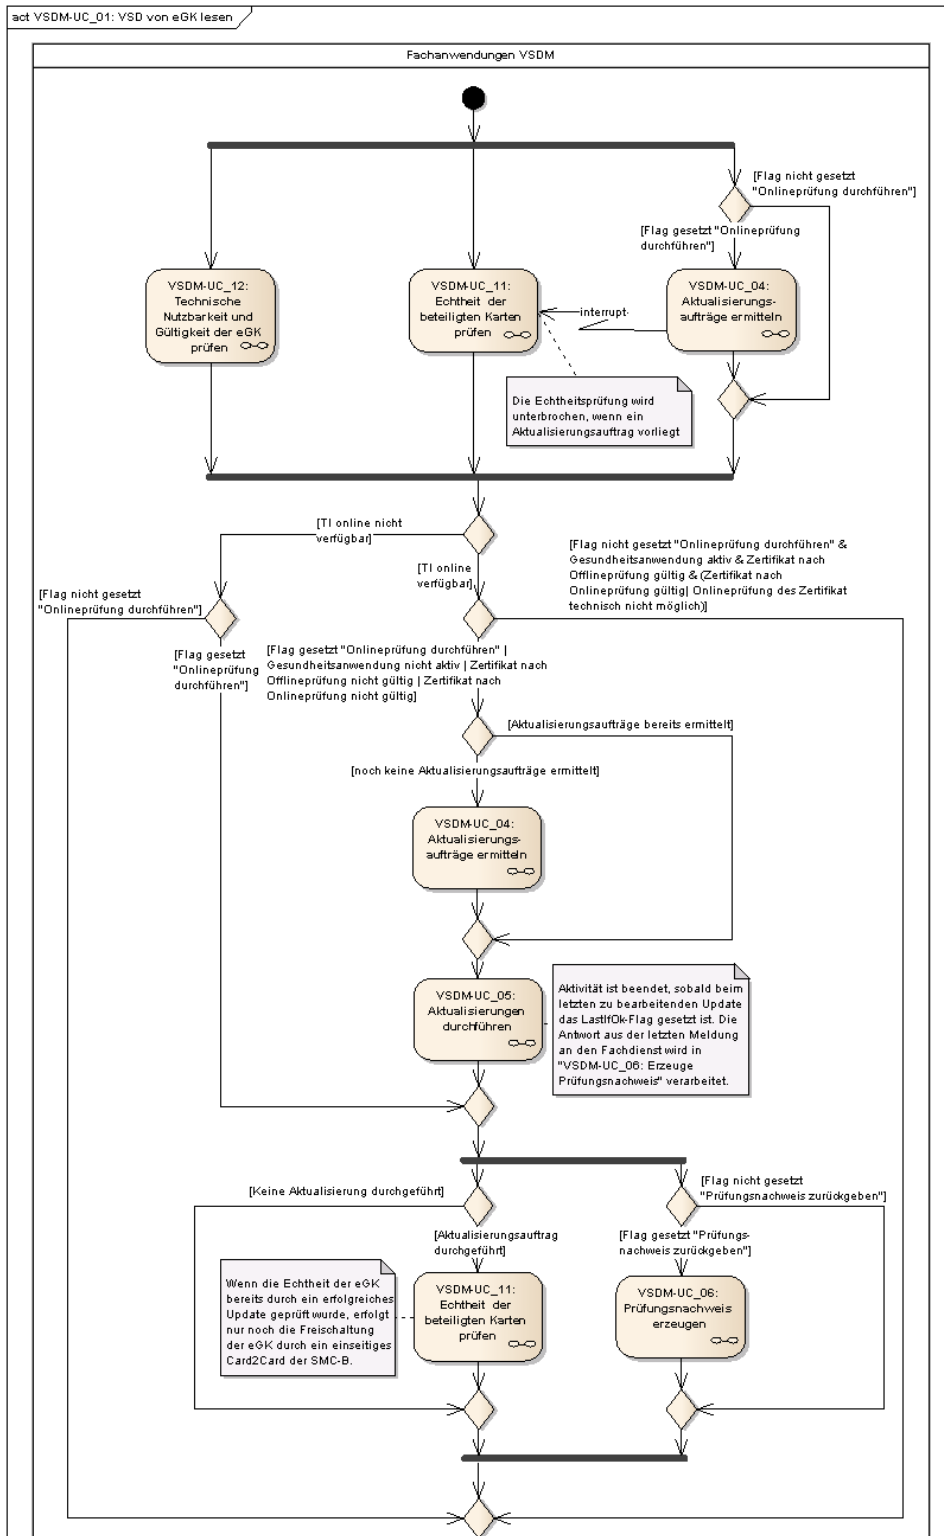 act VSDM-UC_01: VSD von eGK lesen
Fachanwendungen VSDM
[Flag nicht gesetzt
"Onlineprüfung durchführen"]
[Flag gesetzt "Onlineprüfung
durchführen"]
VSDM-UC_12:
Technische
Nutzbarkeit und
Gültigkeit der eGK
prüfen
VSDM-UC_11:
Echtheit der
beteiligten Karten
prüfen
interrupt
VSDM-UC_04:
Aktualisierungs-
aufträge ermitteln
Die Echtheitsprüfung wird
unterbrochen, wenn ein
Aktualisierungsauftrag vorliegt
[TI online nicht
verfügbar]
[TI online
verfügbar]
[Flag nicht gesetzt "Onlineprüfung durchführen" &
Gesundheitsanwendung aktiv & Zertifikat nach
Offlineprüfung gültig & (Zertifikat nach
Onlineprüfung gültig| Onlineprüfung des Zertifikat
technisch nicht möglich)]
[Flag nicht gesetzt
"Onlineprüfung durchführen"]
[Flag gesetzt
"Onlineprüfung
durchführen"]
[Flag gesetzt "Onlineprüfung durchführen" |
Gesundheitsanwendung nicht aktiv | Zertifikat nach
Offlineprüfung nicht gültig | Zertifikat nach
Onlineprüfung nicht gültig]
[Aktualisierungsaufträge bereits ermittelt]
[noch keine Aktualisierungsaufträge ermittelt]
VSDM-UC_04:
Aktualisierungs-
aufträge ermitteln
VSDM-UC_05:
Aktualisierungen
durchführen
Aktivität ist beendet, sobald beim
letzten zu bearbeitenden Update
das LastIfOk-Flag gesetzt ist. Die
Antwort aus der letzten Meldung
an den Fachdienst wird in
"VSDM-UC_06: Erzeuge
Prüfungsnachweis" verarbeitet.
[Keine Aktualisierung durchgeführt]
[Flag nicht gesetzt
"Prüfungsnachweis zurückgeben"]
[Aktualisierungsauftrag
durchgeführt]
[Flag gesetzt "Prüfungs-
nachweis zurückgeben"]
Wenn die Echtheit der eGK
bereits durch ein erfolgreiches
Update geprüft wurde, erfolgt
nur noch die Freischaltung
der eGK durch ein einseitiges
Card2Card der SMC-B.
VSDM-UC_11:
Echtheit der
beteiligten Karten
prüfen
VSDM-UC_06:
Prüfungsnachweis
erzeugen